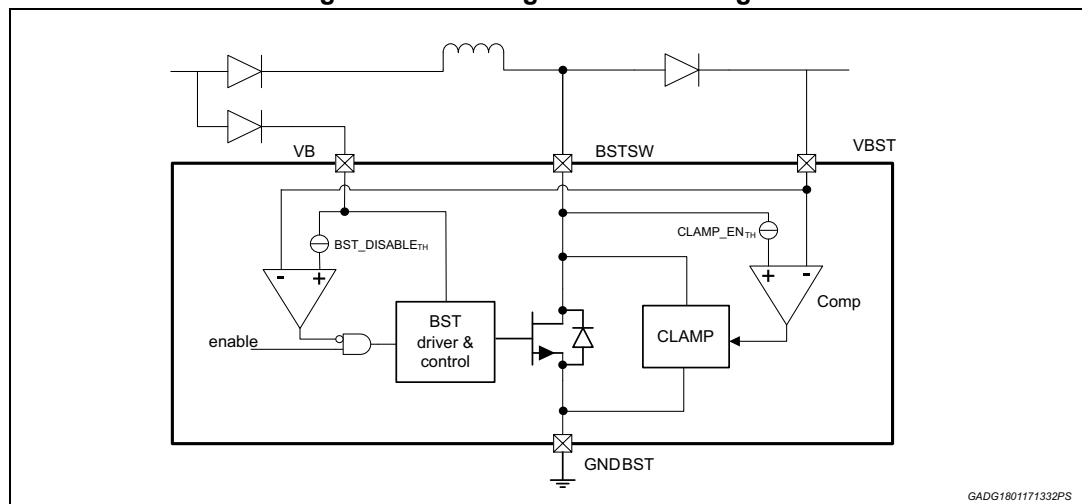 VB
BSTSW
VBST
BST_DISABLETH
CLAMP_ENTH
- +
+ -
Comp
enable
BST
driver &
control
CLAMP
GNDBST
GADG1801171332PS